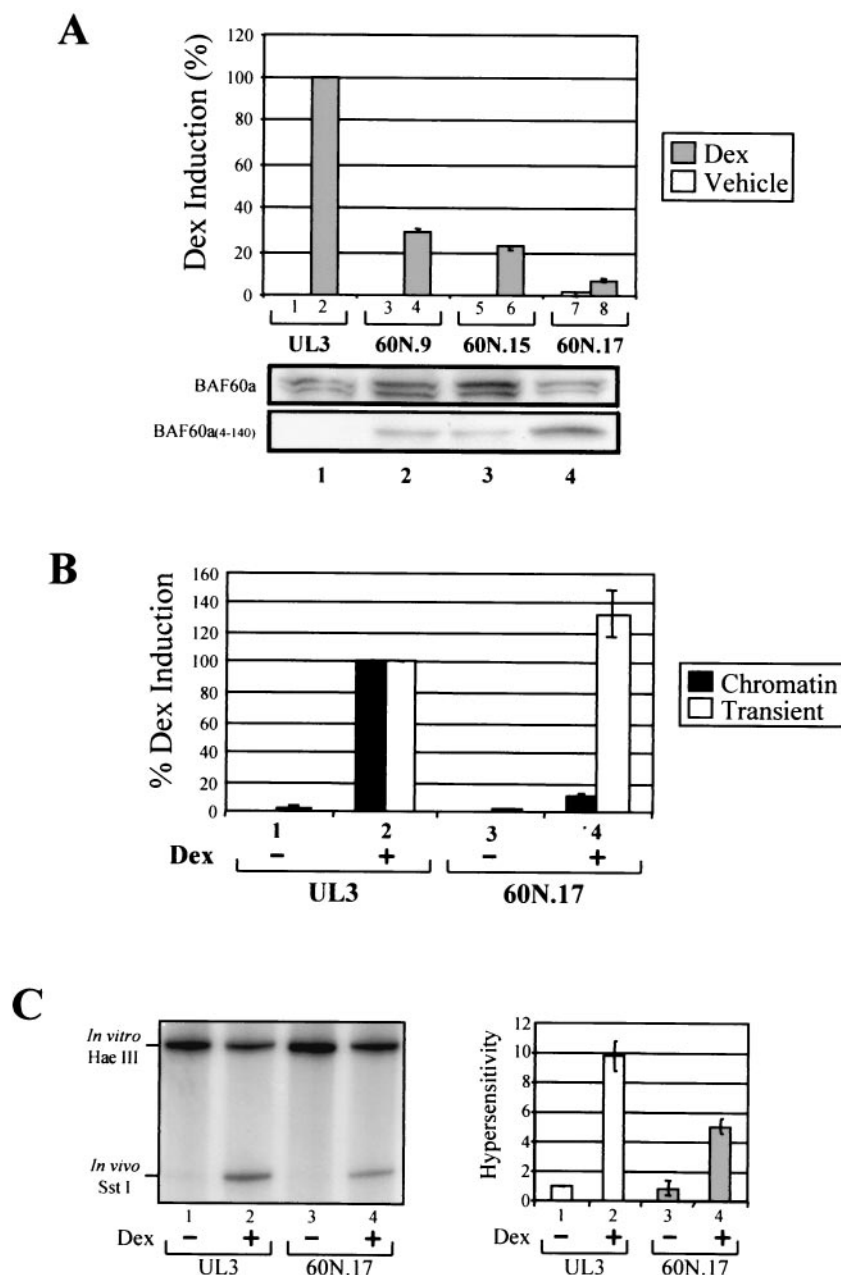 A
Dex Induction (%)
120
100
80
60
40
20
0
1 2 3 4 5 6 7 8
UL3 60N.9 60N.15 60N.17
Dex
Vehicle
BAF60a
BAF60a(4-140)
1 2 3 4
B
% Dex Induction
160
140
120
100
80
60
40
20
0
1 2 3 4
Dex − + − +
UL3 60N.17
Chromatin
Transient
C
In vitro
Hae III
In vivo
Sst I
1 2 3 4
Dex − + − +
UL3 60N.17
Hypersensitivity
12
10
8
6
4
2
0
1 2 3 4
Dex − + − +
UL3 60N.17